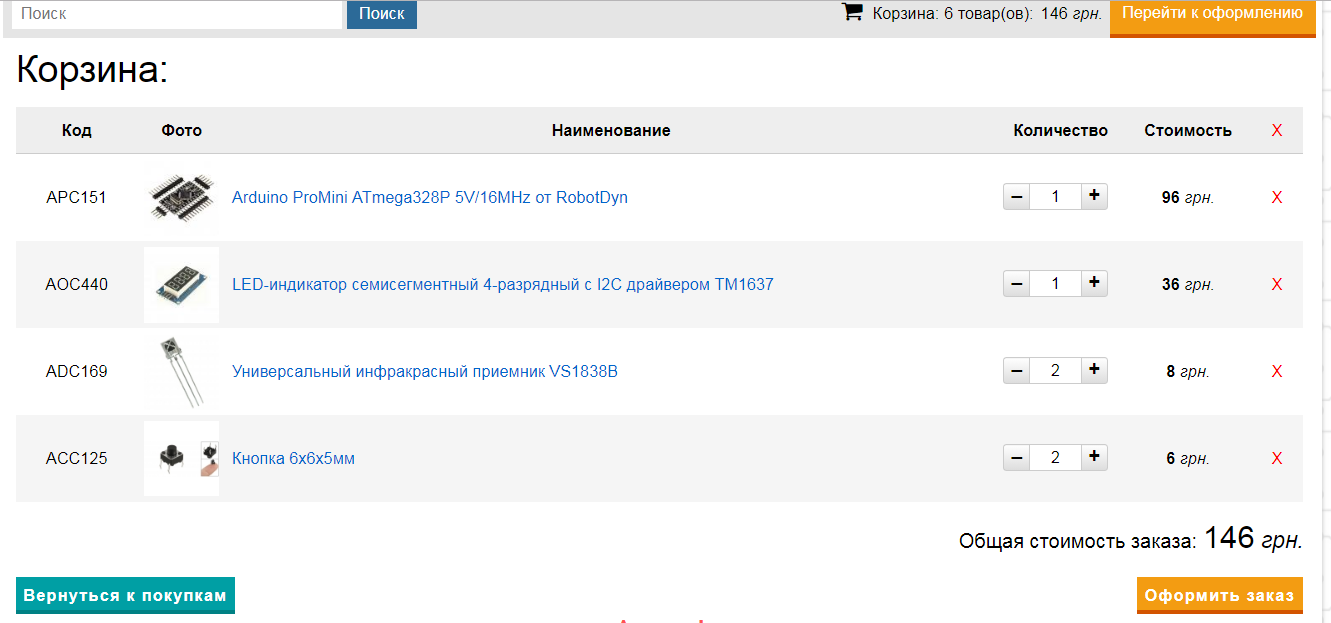 Поиск Поиск Корзина: 6 товар(ов): 146 грн. Перейти к оформлению
Корзина:
Код Фото Наименование Количество Стоимость X
APC151 Arduino ProMini ATmega328P 5V/16MHz от RobotDyn − 1 + 96 грн. X
AOC440 LED-индикатор семисегментный 4-разрядный с I2C драйвером TM1637 − 1 + 36 грн. X
ADC169 Универсальный инфракрасный приемник VS1838B − 2 + 8 грн. X
ACC125 Кнопка 6x6x5мм − 2 + 6 грн. X
Общая стоимость заказа: 146 грн.
Вернуться к покупкам Оформить заказ